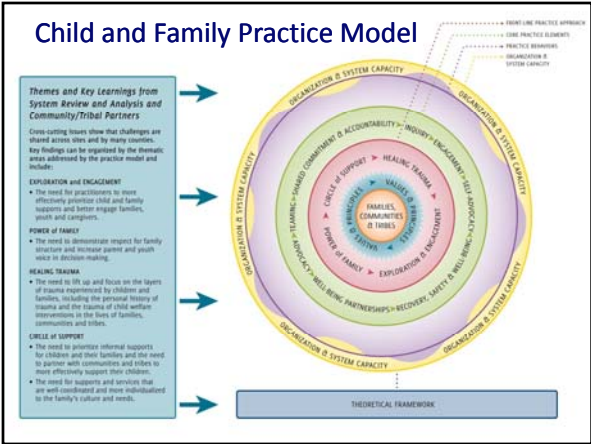 Child and Family Practice Model
FRONT-LINE PRACTICE APPROACH
CORE PRACTICE ELEMENTS
PRACTICE BEHAVIORS
ORGANIZATION &
SYSTEM CAPACITY
Themes and Key Learnings from
System Review and Analysis and
Community/Tribal Partners
Cross-cutting issues show that challenges are
shared across sites and by many counties.
Key findings can be organized by the thematic
areas addressed by the practice model and
include:
EXPLORATION and ENGAGEMENT
• The need for practitioners to more
effectively prioritize child and family
supports and better engage families,
youth and caregivers.
POWER of FAMILY
• The need to demonstrate respect for family
structure and increase parent and youth
voice in decision-making.
HEALING TRAUMA
• The need to lift up and focus on the layers
of trauma experienced by children and
families, including the personal history of
trauma and the trauma of child welfare
interventions in the lives of families,
communities and tribes.
CIRCLE of SUPPORT
• The need to prioritize informal supports
for children and their families and the need
to partner with communities and tribes to
more effectively support their children.
• The need for supports and services that
are well-coordinated and more individualized
to the family's culture and needs.
ORGANIZATION & SYSTEM CAPACITY
ORGANIZATION & SYSTEM CAPACITY
ORGANIZATION & SYSTEM CAPACITY
ORGANIZATION & SYSTEM CAPACITY
ORGANIZATION & SYSTEM CAPACITY
SHARED COMMITMENT & ACCOUNTABILITY
INQUIRY
ENGAGEMENT
SELF-ADVOCACY
RECOVERY, SAFETY & WELL-BEING
WELL-BEING PARTNERSHIPS
ADVOCACY
TEAMING
CIRCLE of SUPPORT
HEALING TRAUMA
EXPLORATION & ENGAGEMENT
POWER of FAMILY
VALUES & PRINCIPLES
VALUES & PRINCIPLES
FAMILIES,
COMMUNITIES
& TRIBES
THEORETICAL FRAMEWORK